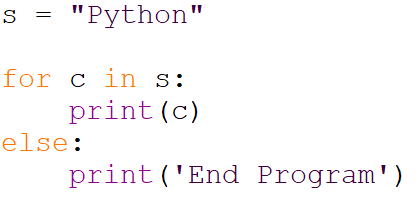 s = "Python"
for c in s:
    print(c)
else:
    print('End Program')